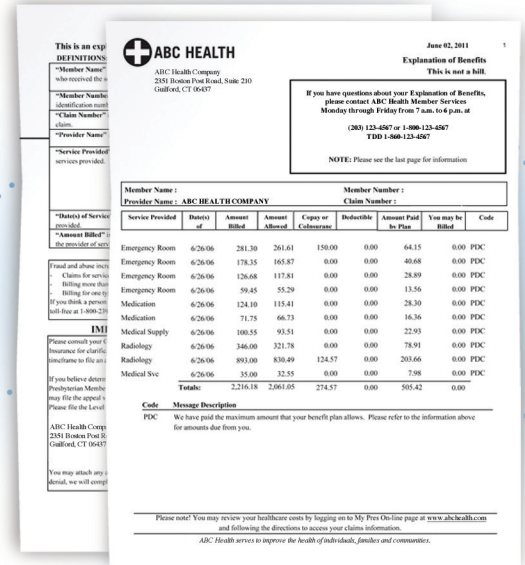 This is an exp
DEFINITIONS:
"Member Name"
who received the s
"Member Numbe
identification numb
"Claim Number"
claim.
"Provider Name"
"Service Provided"
services provided.
"Date(s) of Service
provided.
"Amount Billed" i
the provider of serv
Fraud and abuse incre
- Claims for servic
- Billing more than
- Billing for one ty
If you think a person
toll-free at 1-800-239
IMI
Please consult your C
Insurance for clarific
timeframe to file an a
If you believe determ
Presbyterian Membe
may file the appeal v
Please file the Level
ABC Health Comp
2351 Boston Post R
Guilford, CT 06437
You may attach any a
denial, we will compl
ABC HEALTH
ABC Health Company
2351 Boston Post Road, Suite 210
Guilford, CT 06437
June 02, 2011 1
Explanation of Benefits
This is not a bill.
If you have questions about your Explanation of Benefits,
please contact ABC Health Member Services
Monday through Friday from 7 a.m. to 6 p.m. at
(203) 123-4567 or 1-800-123-4567
TDD 1-860-123-4567
NOTE: Please see the last page for information
Member Name : Member Number :
Provider Name : ABC HEALTH COMPANY Claim Number :
Service Provided Date(s) of Amount Billed Amount Allowed Copay or Coinsurance Deductible Amount Paid by Plan You may be Billed Code
Emergency Room 6/26/06 281.30 261.61 150.00 0.00 64.15 0.00 PDC
Emergency Room 6/26/06 178.35 165.87 0.00 0.00 40.68 0.00 PDC
Emergency Room 6/26/06 126.68 117.81 0.00 0.00 28.89 0.00 PDC
Emergency Room 6/26/06 59.45 55.29 0.00 0.00 13.56 0.00 PDC
Medication 6/26/06 124.10 115.41 0.00 0.00 28.30 0.00 PDC
Medication 6/26/06 71.75 66.73 0.00 0.00 16.36 0.00 PDC
Medical Supply 6/26/06 100.55 93.51 0.00 0.00 22.93 0.00 PDC
Radiology 6/26/06 346.00 321.78 0.00 0.00 78.91 0.00 PDC
Radiology 6/26/06 893.00 830.49 124.57 0.00 203.66 0.00 PDC
Medical Svc 6/26/06 35.00 32.55 0.00 0.00 7.98 0.00 PDC
Totals: 2,216.18 2,061.05 274.57 0.00 505.42 0.00
Code Message Description
PDC We have paid the maximum amount that your benefit plan allows. Please refer to the information above
for amounts due from you.
Please note! You may review your healthcare costs by logging on to My Pres On-line page at www.abchealth.com
and following the directions to access your claims information.
ABC Health serves to improve the health of individuals, families and communities.